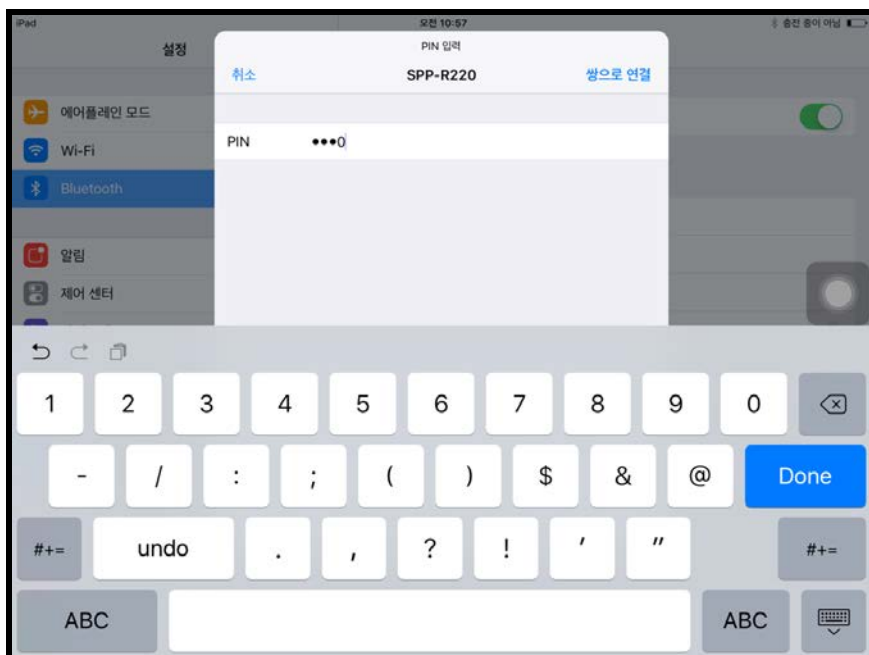 iPad 오전 10:57 충전 중이 아님
설정
PIN 입력
취소 SPP-R220 쌍으로 연결
에어플레인 모드
Wi-Fi
PIN •••0
Bluetooth
알림
제어 센터
1 2 3 4 5 6 7 8 9 0
- / : ; ( ) $ & @ Done
#+= undo . , ? ! ' " #+=
ABC ABC